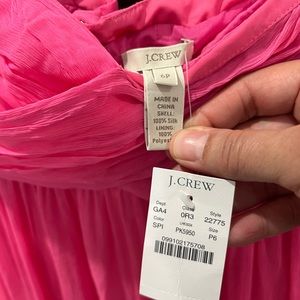 J.CREW
6P
MADE IN
CHINA
SHELL:
100% Silk
LINING:
100%
Polyest
J.CREW
Dept Class Style
GA4 0R3 22775
Color Size
SPI PK5950 P6
099102175708